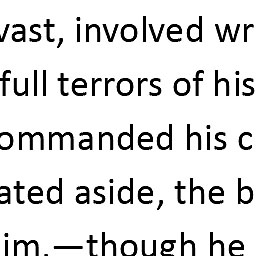 vast, involved wr
full terrors of his
ommanded his c
ated aside, the b
im.—though he